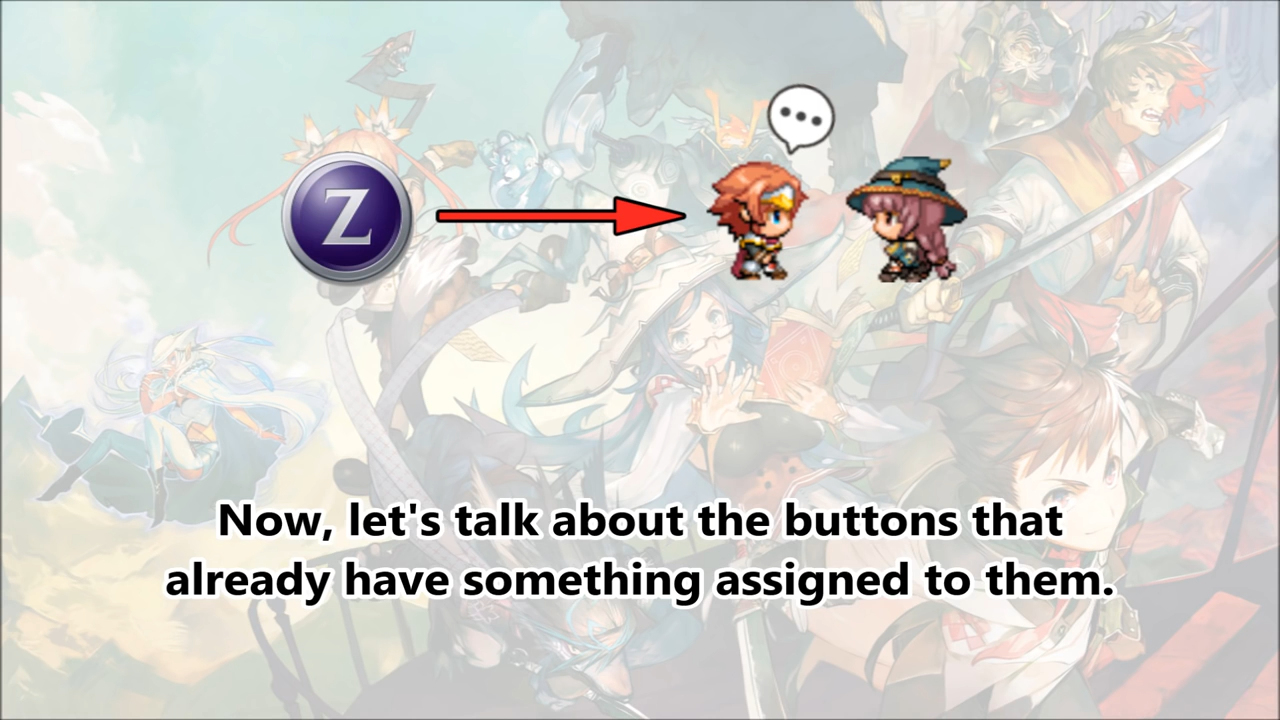 Z
Now, let's talk about the buttons that
already have something assigned to them.